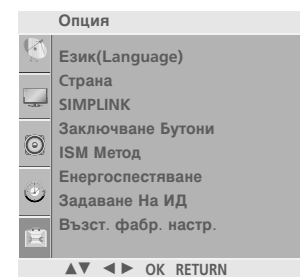 Опция
Език(Language)
Страна
SIMPLINK
Заключване Бутони
ISM Метод
Енергоспестяване
Задаване На ИД
Възст. фабр. настр.
▲▼ ◄► OK RETURN